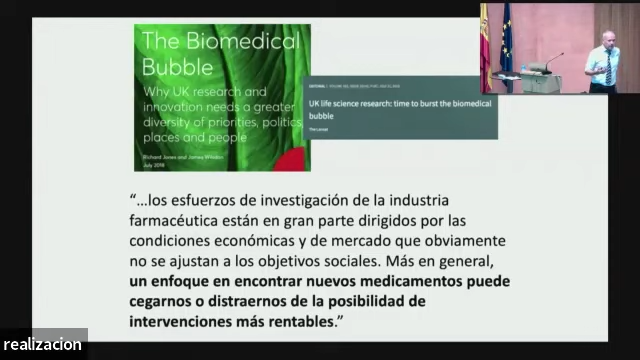 The Biomedical
Bubble
Why UK research and
innovation needs a greater
diversity of priorities, politics,
places and people
Richard Jones and James Wilsdon
July 2018
UK life science research: time to burst the biomedical
bubble
The Lancet
“…los esfuerzos de investigación de la industria
farmacéutica están en gran parte dirigidos por las
condiciones económicas y de mercado que obviamente
no se ajustan a los objetivos sociales. Más en general,
un enfoque en encontrar nuevos medicamentos puede
cegarnos o distraernos de la posibilidad de
intervenciones más rentables.”
realizacion